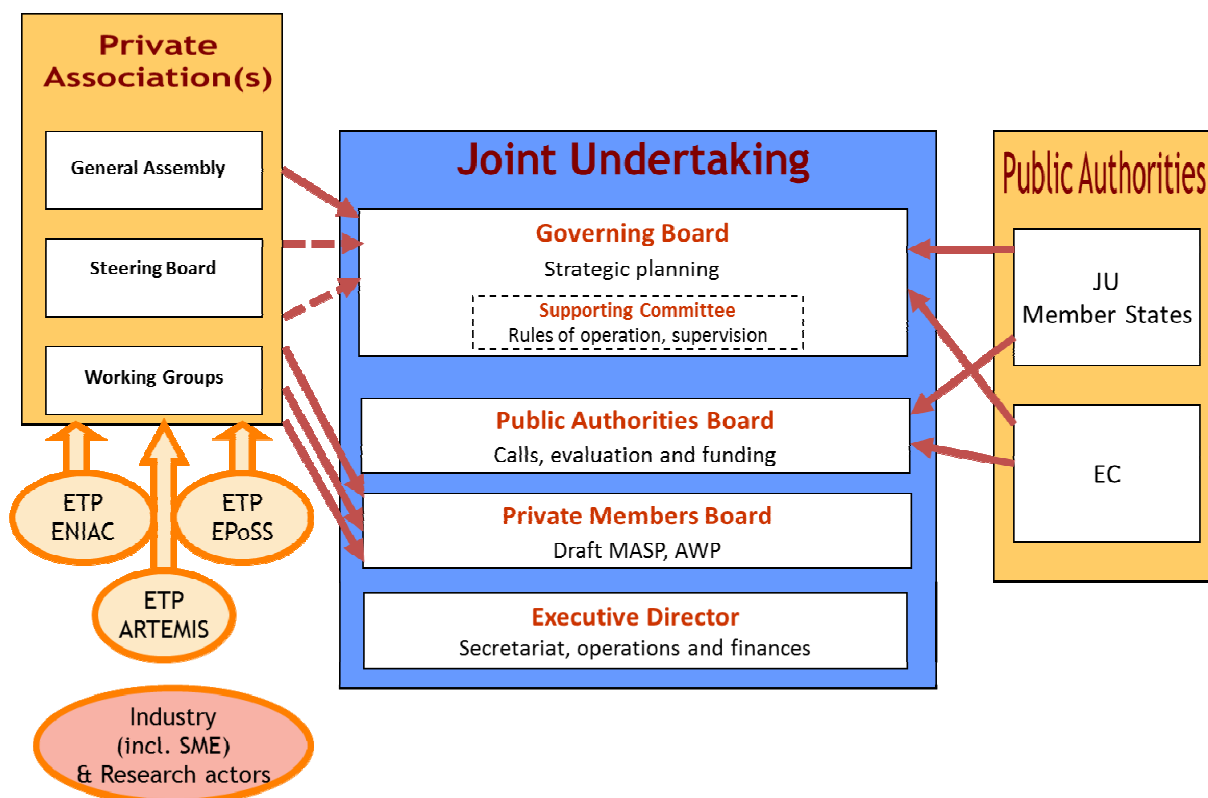 Private
Association(s)
General Assembly
Steering Board
Working Groups
ETP
ENIAC
ETP
EPoSS
ETP
ARTEMIS
Industry
(incl. SME)
& Research actors
Joint Undertaking
Governing Board
Strategic planning
Supporting Committee
Rules of operation, supervision
Public Authorities Board
Calls, evaluation and funding
Private Members Board
Draft MASP, AWP
Executive Director
Secretariat, operations and finances
Public Authorities
JU
Member States
EC